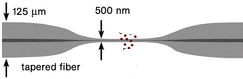 125 μm
500 nm
tapered fiber